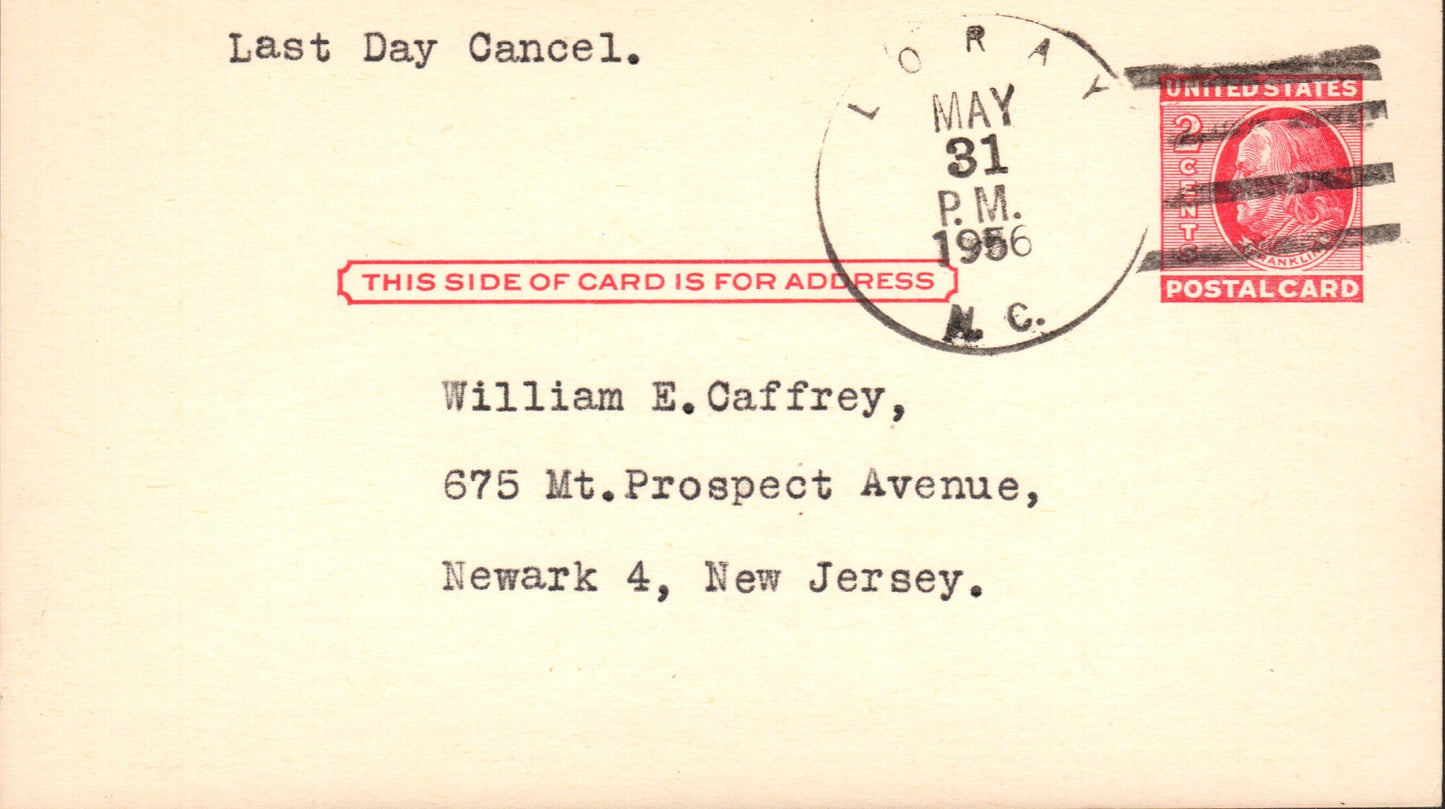 Last Day Cancel.
LORAY
MAY
31
P.M.
1956
N. C.
UNITED STATES
2
CENTS
FRANKLIN
POSTAL CARD
THIS SIDE OF CARD IS FOR ADDRESS
William E.Caffrey,
675 Mt.Prospect Avenue,
Newark 4, New Jersey.